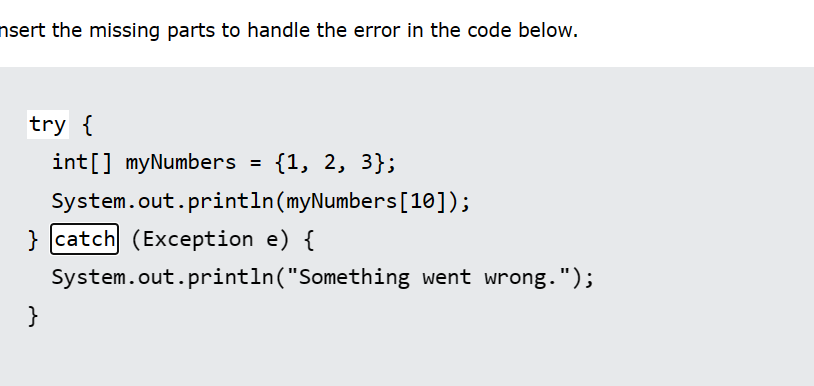 nsert the missing parts to handle the error in the code below.
try {
int[] myNumbers = {1, 2, 3};
System.out.println(myNumbers[10]);
} catch (Exception e) {
System.out.println("Something went wrong.");
}